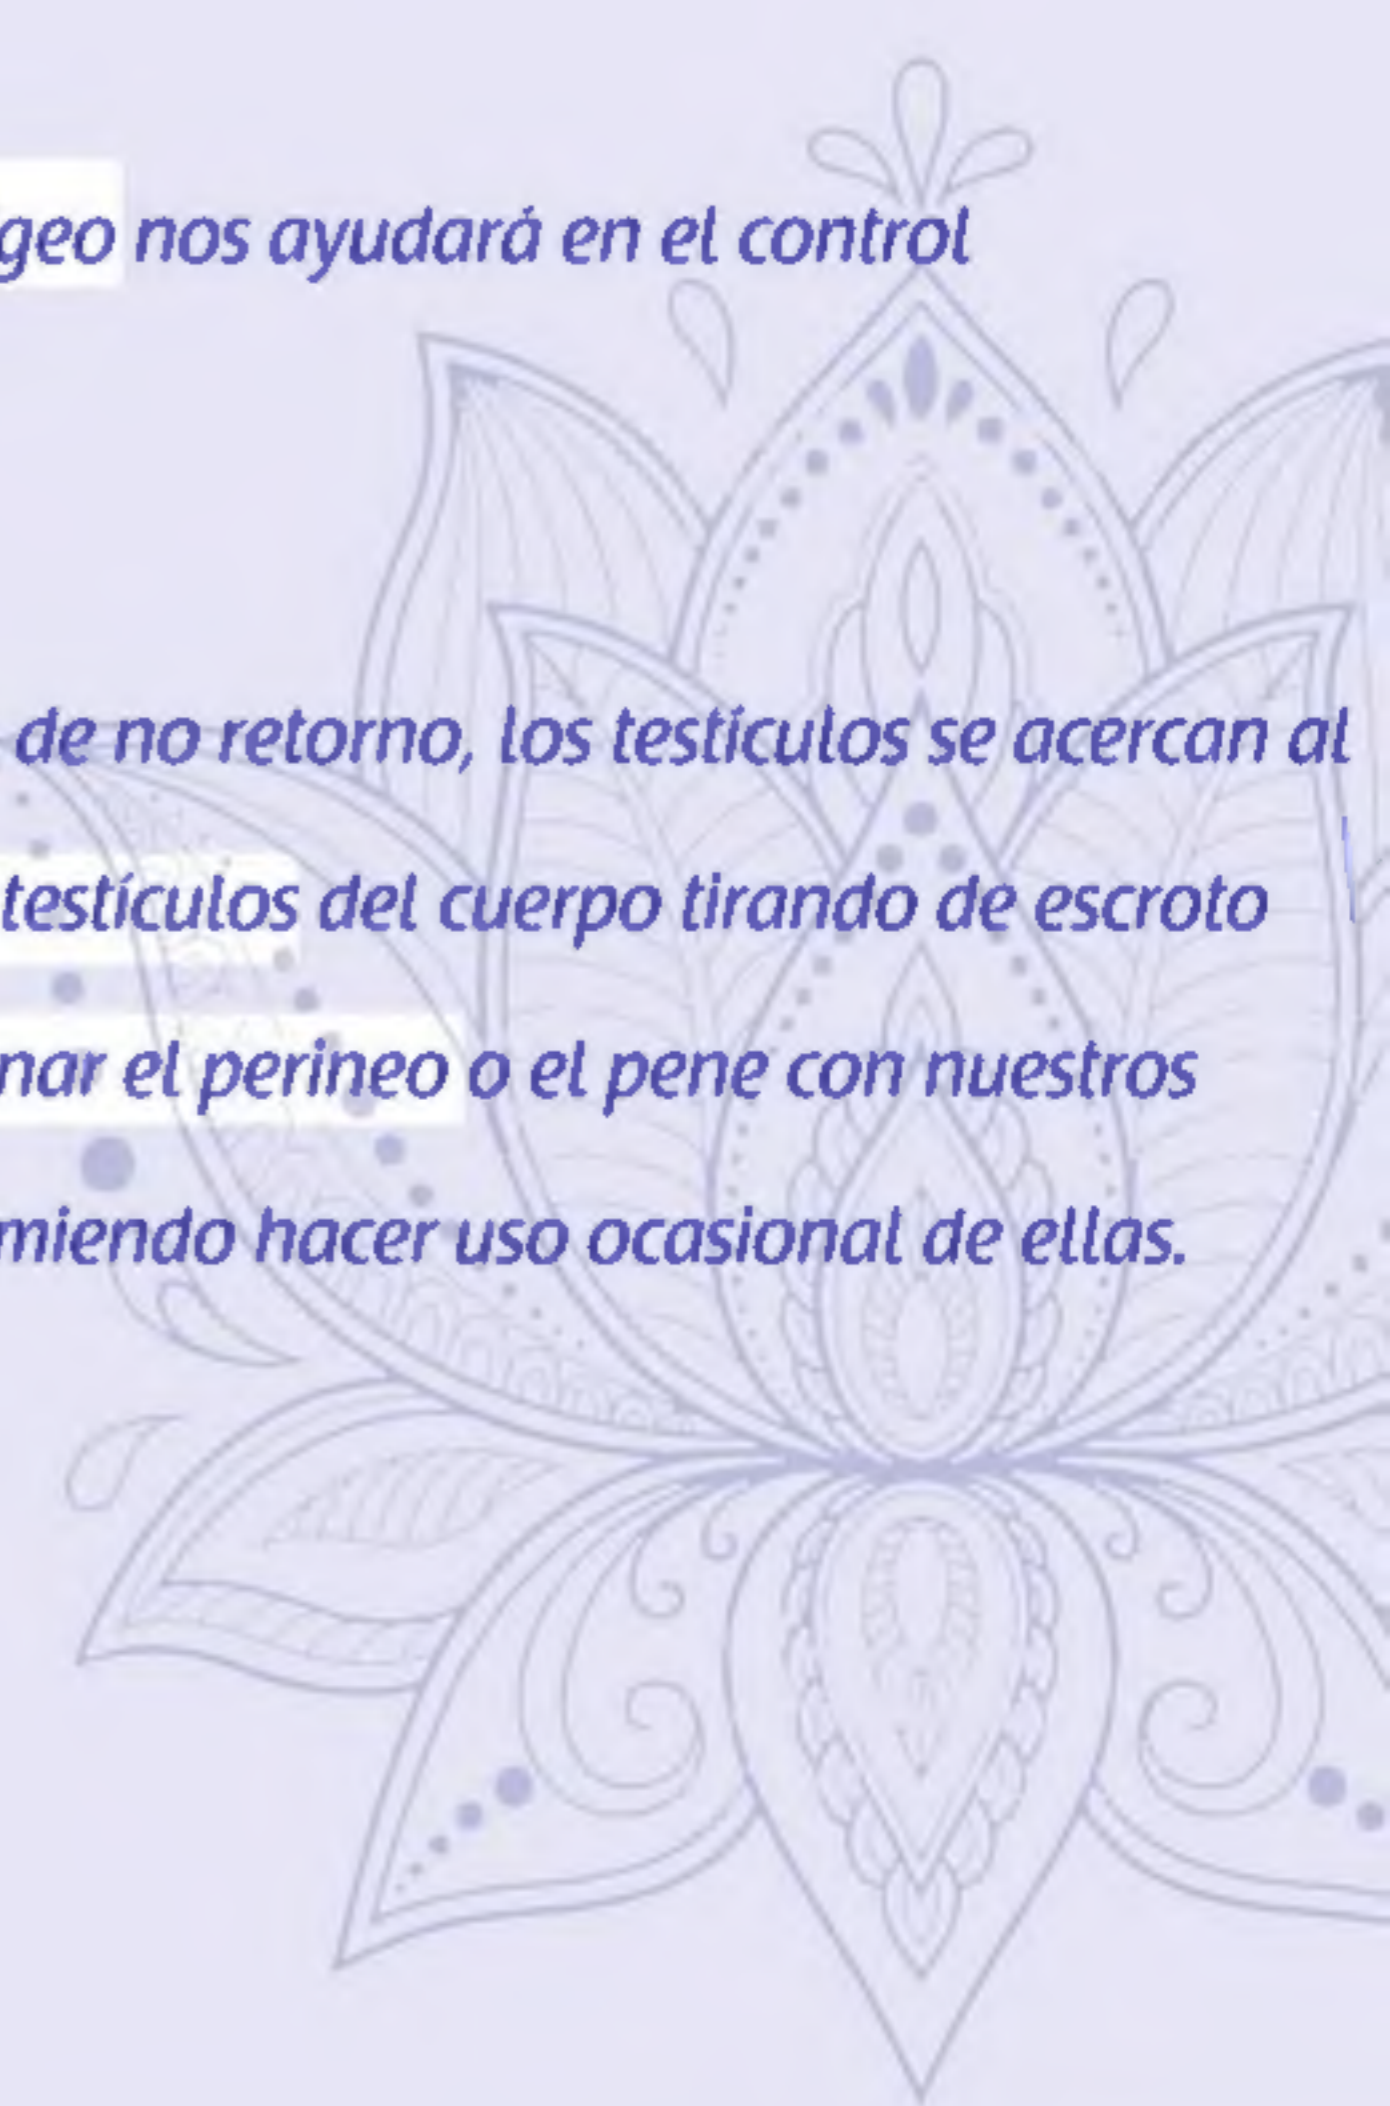 geo nos ayudará en el control
de no retorno, los testículos se acercan al
testículos del cuerpo tirando de escroto
nar el perineo o el pene con nuestros
miendo hacer uso ocasional de ellas.